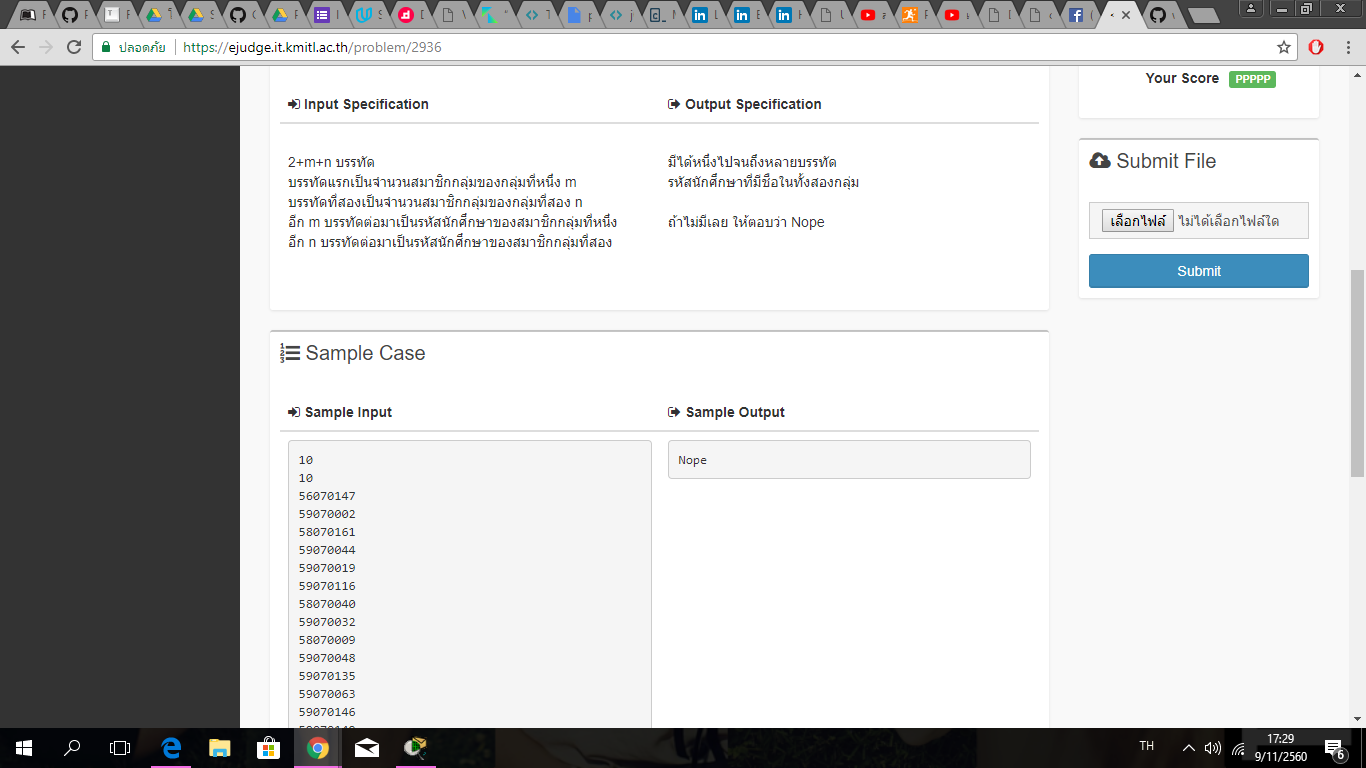 ปลอดภัย
https://ejudge.it.kmitl.ac.th/problem/2936
Input Specification
Output Specification
2+m+n บรรทัด
บรรทัดแรกเป็นจำนวนสมาชิกกลุ่มของกลุ่มที่หนึ่ง m
บรรทัดที่สองเป็นจำนวนสมาชิกกลุ่มของกลุ่มที่สอง n
อีก m บรรทัดต่อมาเป็นรหัสนักศึกษาของสมาชิกกลุ่มที่หนึ่ง
อีก n บรรทัดต่อมาเป็นรหัสนักศึกษาของสมาชิกกลุ่มที่สอง
มีได้หนึ่งไปจนถึงหลายบรรทัด
รหัสนักศึกษาที่มีชื่อในทั้งสองกลุ่ม
ถ้าไม่มีเลย ให้ตอบว่า Nope
Your Score PPPPP
Submit File
เลือกไฟล์ ไม่ได้เลือกไฟล์ใด
Submit
Sample Case
Sample Input
Sample Output
10
10
56070147
59070002
58070161
59070044
59070019
59070116
58070040
59070032
58070009
59070048
59070135
59070063
59070146
Nope
TH
17:29
9/11/2560
6